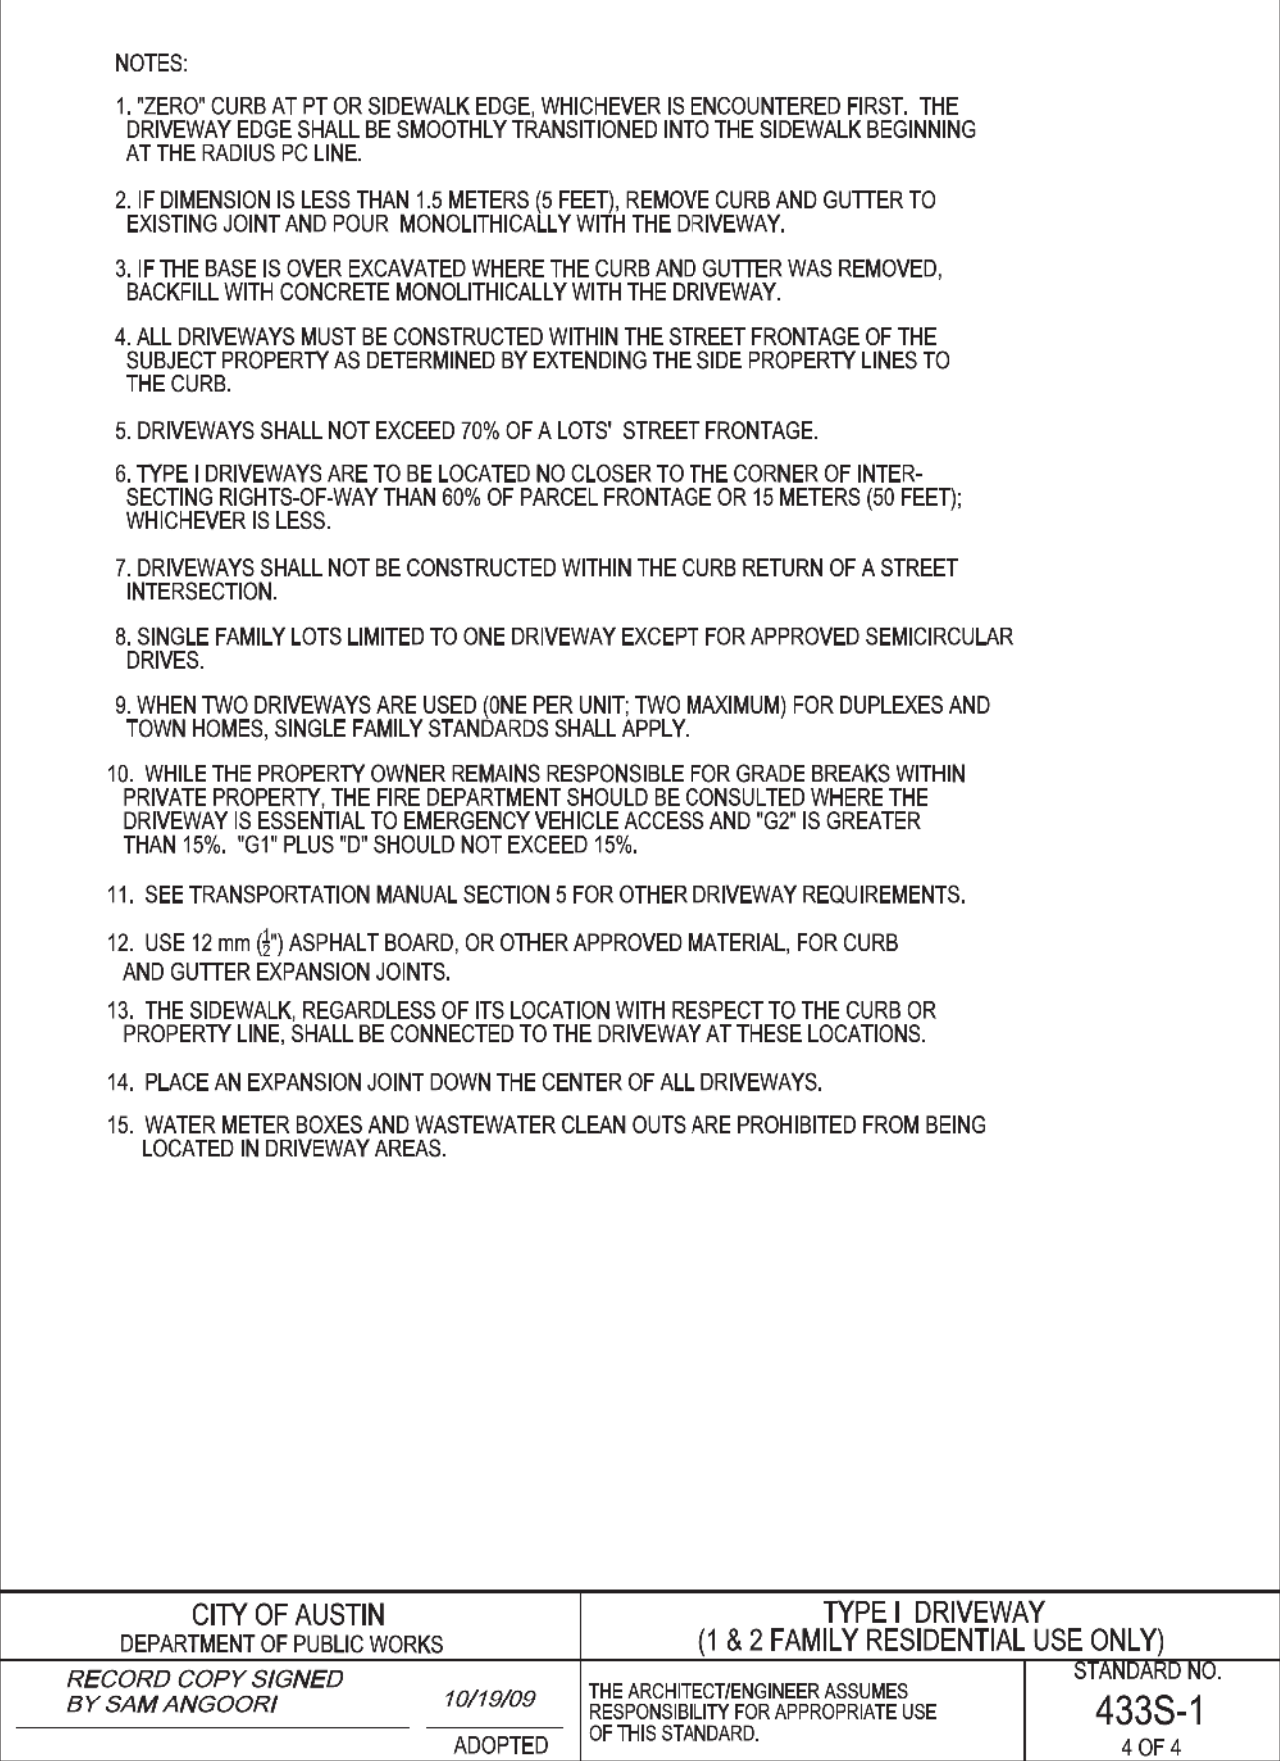 NOTES:
1. "ZERO" CURB AT PT OR SIDEWALK EDGE, WHICHEVER IS ENCOUNTERED FIRST. THE
DRIVEWAY EDGE SHALL BE SMOOTHLY TRANSITIONED INTO THE SIDEWALK BEGINNING
AT THE RADIUS PC LINE.
2. IF DIMENSION IS LESS THAN 1.5 METERS (5 FEET), REMOVE CURB AND GUTTER TO
EXISTING JOINT AND POUR MONOLITHICALLY WITH THE DRIVEWAY.
3. IF THE BASE IS OVER EXCAVATED WHERE THE CURB AND GUTTER WAS REMOVED,
BACKFILL WITH CONCRETE MONOLITHICALLY WITH THE DRIVEWAY.
4. ALL DRIVEWAYS MUST BE CONSTRUCTED WITHIN THE STREET FRONTAGE OF THE
SUBJECT PROPERTY AS DETERMINED BY EXTENDING THE SIDE PROPERTY LINES TO
THE CURB.
5. DRIVEWAYS SHALL NOT EXCEED 70% OF A LOTS' STREET FRONTAGE.
6. TYPE I DRIVEWAYS ARE TO BE LOCATED NO CLOSER TO THE CORNER OF INTER-
SECTING RIGHTS-OF-WAY THAN 60% OF PARCEL FRONTAGE OR 15 METERS (50 FEET);
WHICHEVER IS LESS.
7. DRIVEWAYS SHALL NOT BE CONSTRUCTED WITHIN THE CURB RETURN OF A STREET
INTERSECTION.
8. SINGLE FAMILY LOTS LIMITED TO ONE DRIVEWAY EXCEPT FOR APPROVED SEMICIRCULAR
DRIVES.
9. WHEN TWO DRIVEWAYS ARE USED (0NE PER UNIT; TWO MAXIMUM) FOR DUPLEXES AND
TOWN HOMES, SINGLE FAMILY STANDARDS SHALL APPLY.
10. WHILE THE PROPERTY OWNER REMAINS RESPONSIBLE FOR GRADE BREAKS WITHIN
PRIVATE PROPERTY, THE FIRE DEPARTMENT SHOULD BE CONSULTED WHERE THE
DRIVEWAY IS ESSENTIAL TO EMERGENCY VEHICLE ACCESS AND "G2" IS GREATER
THAN 15%. "G1" PLUS "D" SHOULD NOT EXCEED 15%.
11. SEE TRANSPORTATION MANUAL SECTION 5 FOR OTHER DRIVEWAY REQUIREMENTS.
12. USE 12 mm (½") ASPHALT BOARD, OR OTHER APPROVED MATERIAL, FOR CURB
AND GUTTER EXPANSION JOINTS.
13. THE SIDEWALK, REGARDLESS OF ITS LOCATION WITH RESPECT TO THE CURB OR
PROPERTY LINE, SHALL BE CONNECTED TO THE DRIVEWAY AT THESE LOCATIONS.
14. PLACE AN EXPANSION JOINT DOWN THE CENTER OF ALL DRIVEWAYS.
15. WATER METER BOXES AND WASTEWATER CLEAN OUTS ARE PROHIBITED FROM BEING
LOCATED IN DRIVEWAY AREAS.
CITY OF AUSTIN
DEPARTMENT OF PUBLIC WORKS
TYPE I DRIVEWAY
(1 & 2 FAMILY RESIDENTIAL USE ONLY)
RECORD COPY SIGNED
BY SAM ANGOORI
10/19/09
ADOPTED
THE ARCHITECT/ENGINEER ASSUMES
RESPONSIBILITY FOR APPROPRIATE USE
OF THIS STANDARD.
STANDARD NO.
433S-1
4 OF 4